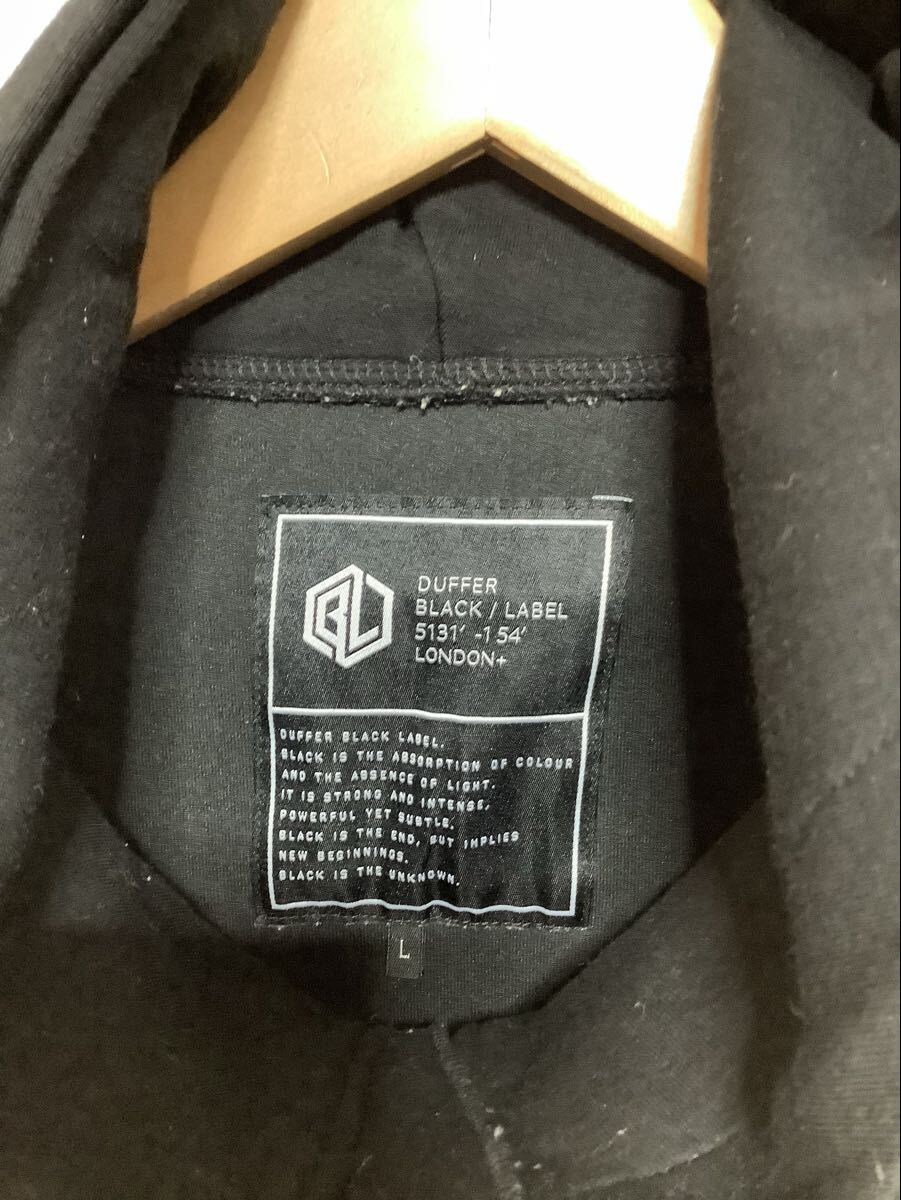 BL
DUFFER
BLACK / LABEL
5131′ -1 54′
LONDON+
DUFFER BLACK LABEL.
BLACK IS THE ABSORPTION OF COLOUR
AND THE ABSENCE OF LIGHT.
IT IS STRONG AND INTENSE.
POWERFUL YET SUBTLE.
BLACK IS THE END, BUT IMPLIES
NEW BEGINNINGS.
BLACK IS THE UNKNOWN.
L